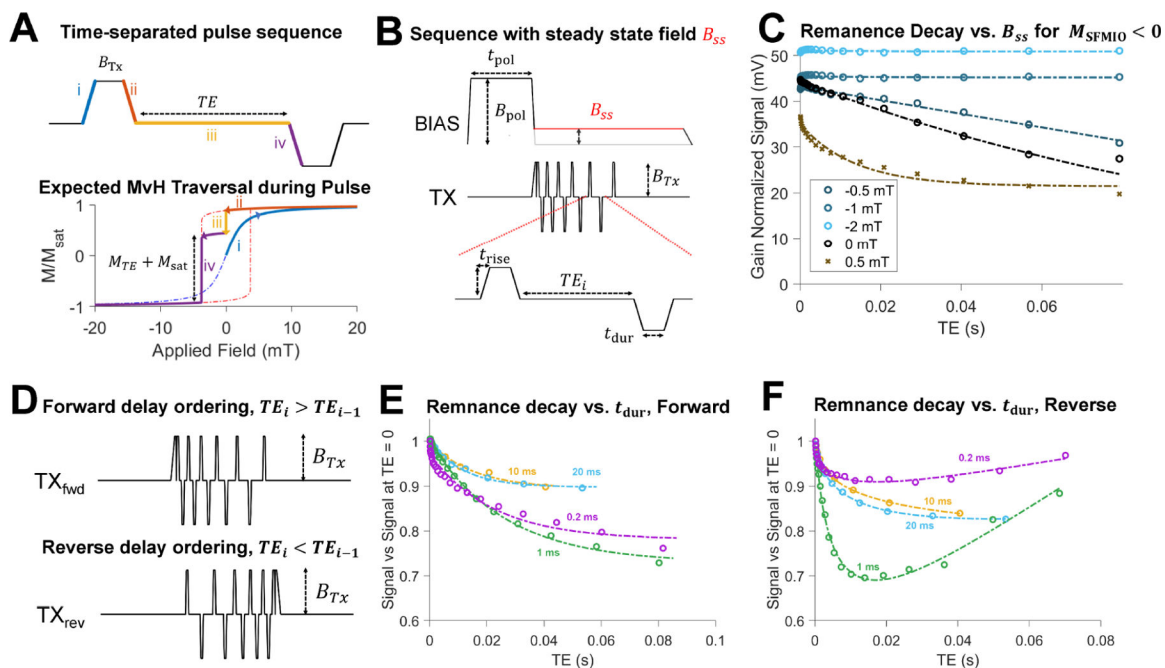 A
Time-separated pulse sequence
B_Tx
i
ii
TE
iii
iv
Expected MvH Traversal during Pulse
1
0
-1
M/M_sat
ii
iii
i
iv
M_TE + M_sat
-20
-10
0
10
20
Applied Field (mT)
B
Sequence with steady state field B_ss
t_pol
BIAS
B_pol
B_ss
TX
B_Tx
t_rise
TE_i
t_dur
C
Remanence Decay vs. B_ss for M_SFMIO < 0
Gain Normalized Signal (mV)
50
40
30
20
10
0
-0.5 mT
-1 mT
-2 mT
0 mT
0.5 mT
0
0.02
0.04
0.06
TE (s)
D
Forward delay ordering, TE_i > TE_i−1
TX_fwd
B_Tx
Reverse delay ordering, TE_i < TE_i−1
TX_rev
B_Tx
E
Remnance decay vs. t_dur, Forward
Signal vs Signal at TE = 0
1
0.9
0.8
0.7
0.6
10 ms
20 ms
0.2 ms
1 ms
0
0.02
0.04
0.06
0.08
0.1
TE (s)
F
Remnance decay vs. t_dur, Reverse
Signal vs Signal at TE = 0
1
0.9
0.8
0.7
0.6
0.2 ms
10 ms
20 ms
1 ms
0
0.02
0.04
0.06
0.08
TE (s)